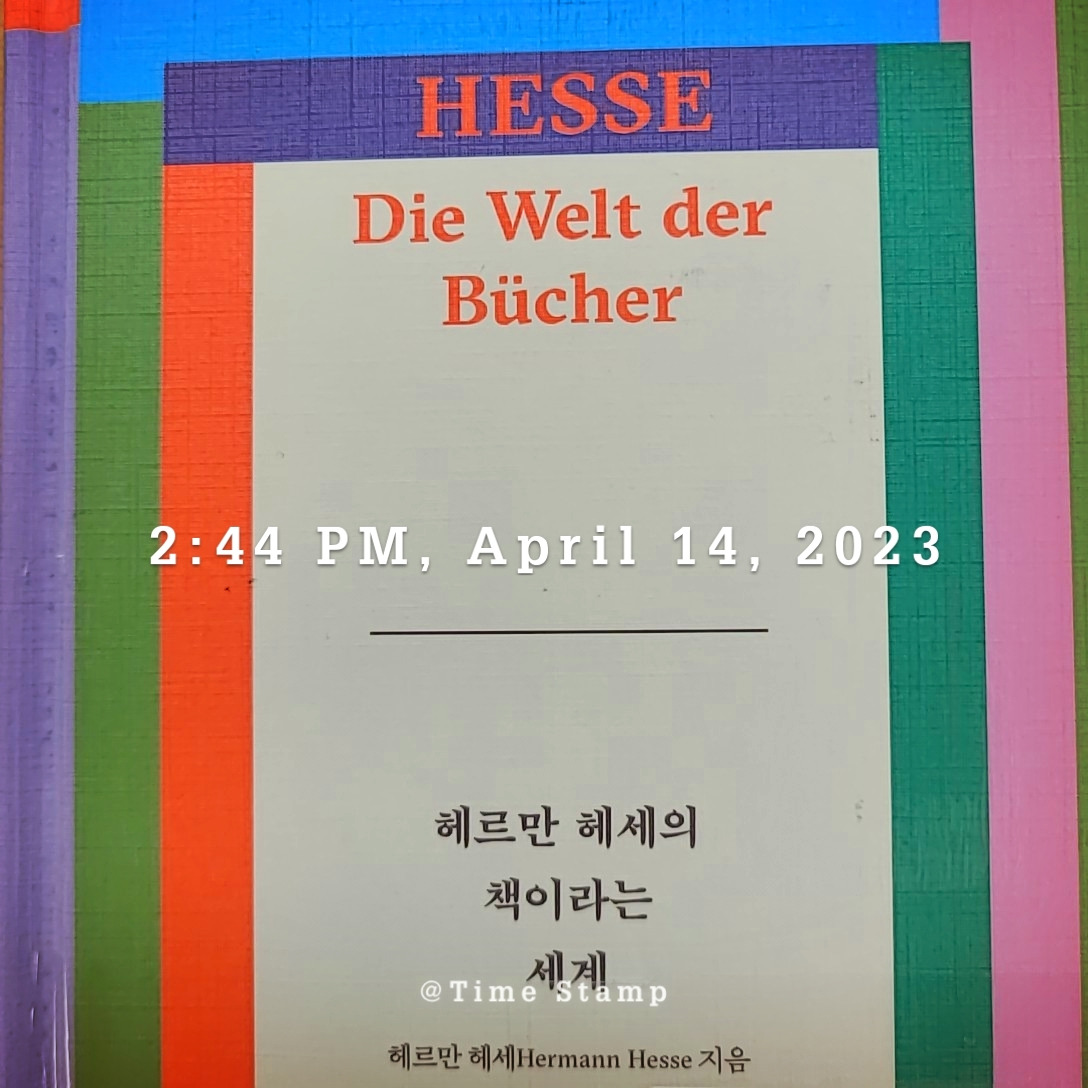 HESSE
Die Welt der
Bücher
2:44 PM, April 14, 2023
헤르만 헤세의
책이라는
세계
@Time Stamp
헤르만 헤세Hermann Hesse 지음